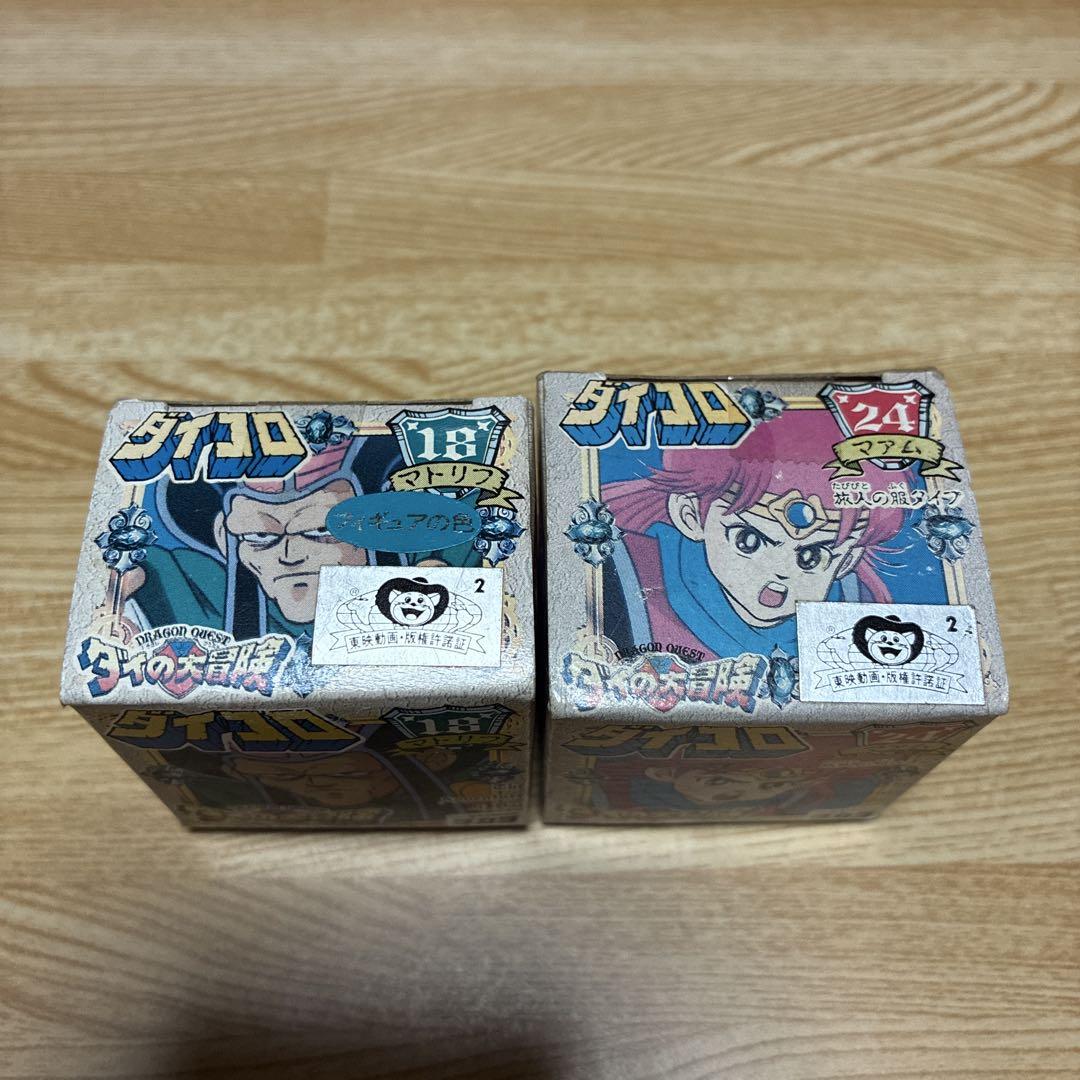 ダイコロ
18
マトリフ
フィギュアの色
2
®
東映動画・版権許諾証
DRAGON QUEST
ダイの大冒険
ダイコロ
18
ダイコロ
24
マアム
たびびと ふく
旅人の服タイプ
2
®
東映動画・版権許諾証
DRAGON QUEST
ダイの大冒険
ダイコロ